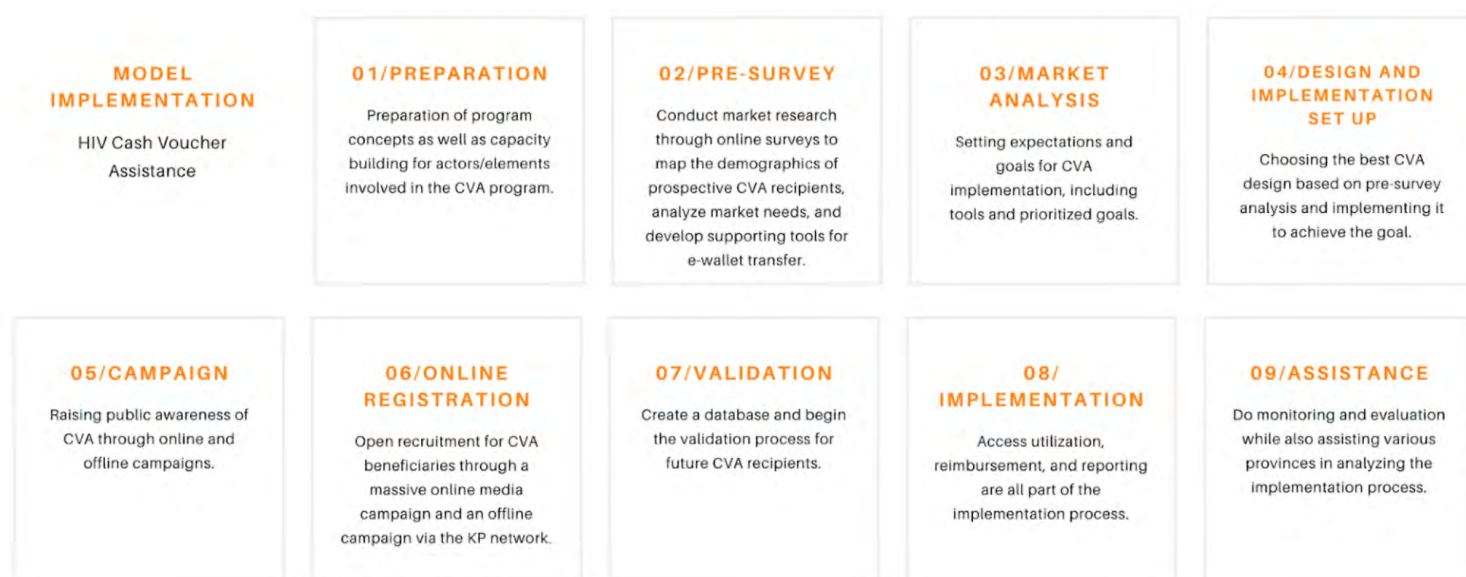 MODEL
IMPLEMENTATION
HIV Cash Voucher
Assistance
01/PREPARATION
Preparation of program
concepts as well as capacity
building for actors/elements
involved in the CVA program.
02/PRE-SURVEY
Conduct market research
through online surveys to
map the demographics of
prospective CVA recipients,
analyze market needs, and
develop supporting tools for
e-wallet transfer.
03/MARKET
ANALYSIS
Setting expectations and
goals for CVA
implementation, including
tools and prioritized goals.
04/DESIGN AND
IMPLEMENTATION
SET UP
Choosing the best CVA
design based on pre-survey
analysis and implementing it
to achieve the goal.
05/CAMPAIGN
Raising public awareness of
CVA through online and
offline campaigns.
06/ONLINE
REGISTRATION
Open recruitment for CVA
beneficiaries through a
massive online media
campaign and an offline
campaign via the KP network.
07/VALIDATION
Create a database and begin
the validation process for
future CVA recipients.
08/
IMPLEMENTATION
Access utilization,
reimbursement, and reporting
are all part of the
implementation process.
09/ASSISTANCE
Do monitoring and evaluation
while also assisting various
provinces in analyzing the
implementation process.